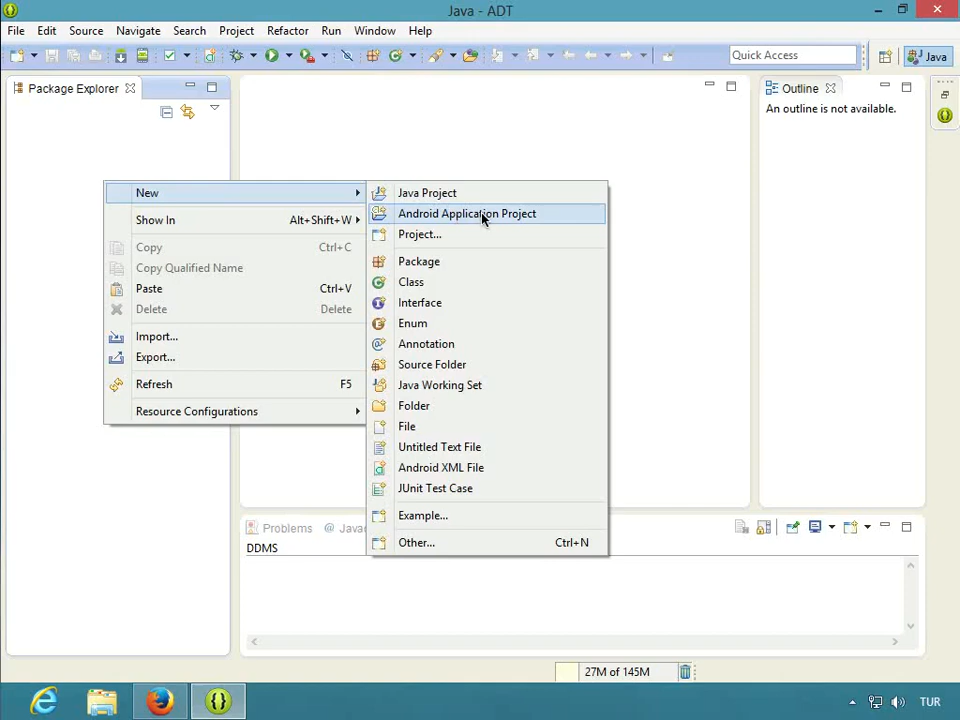 Java - ADT
File Edit Source Navigate Search Project Refactor Run Window Help
Quick Access
Java
Package Explorer
Outline
An outline is not available.
New
Show In Alt+Shift+W
Copy Ctrl+C
Copy Qualified Name
Paste Ctrl+V
Delete Delete
Import...
Export...
Refresh F5
Resource Configurations
Java Project
Android Application Project
Project...
Package
Class
Interface
Enum
Annotation
Source Folder
Java Working Set
Folder
File
Untitled Text File
Android XML File
JUnit Test Case
Example...
Other... Ctrl+N
Problems @ Java
DDMS
27M of 145M
TUR